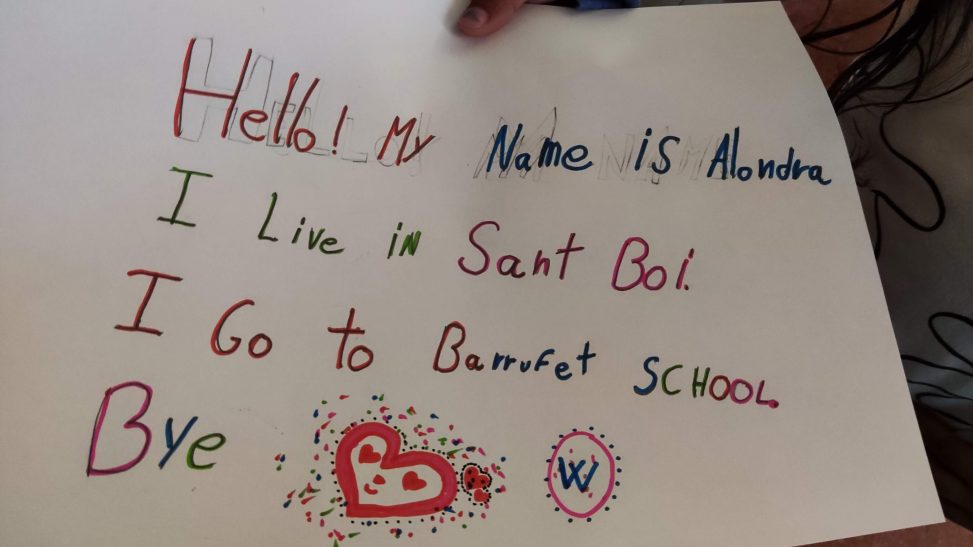 Hello! My Name is Alondra
I Live in Sant Boi.
I Go to Barrufet SCHOOL.
Bye
W